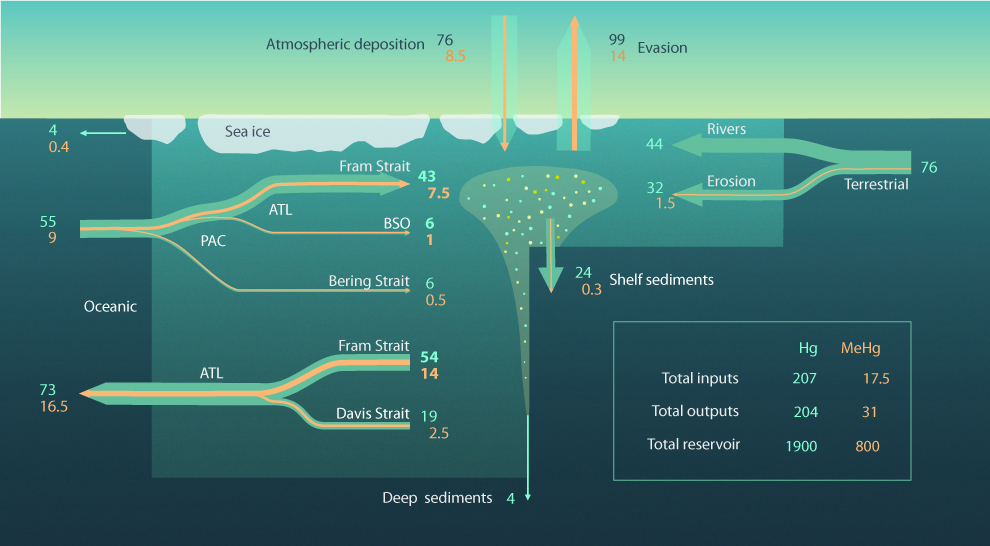 Atmospheric deposition 76
8.5
99
14 Evasion
4
0.4
Sea ice
Rivers
44
Erosion
32
1.5
Terrestrial 76
Fram Strait 43
7.5
ATL
55
9
BSO 6
1
PAC
Bering Strait 6
0.5
24
0.3 Shelf sediments
Oceanic
Fram Strait 54
14
ATL
73
16.5
Davis Strait 19
2.5
Deep sediments 4
Hg MeHg
Total inputs 207 17.5
Total outputs 204 31
Total reservoir 1900 800